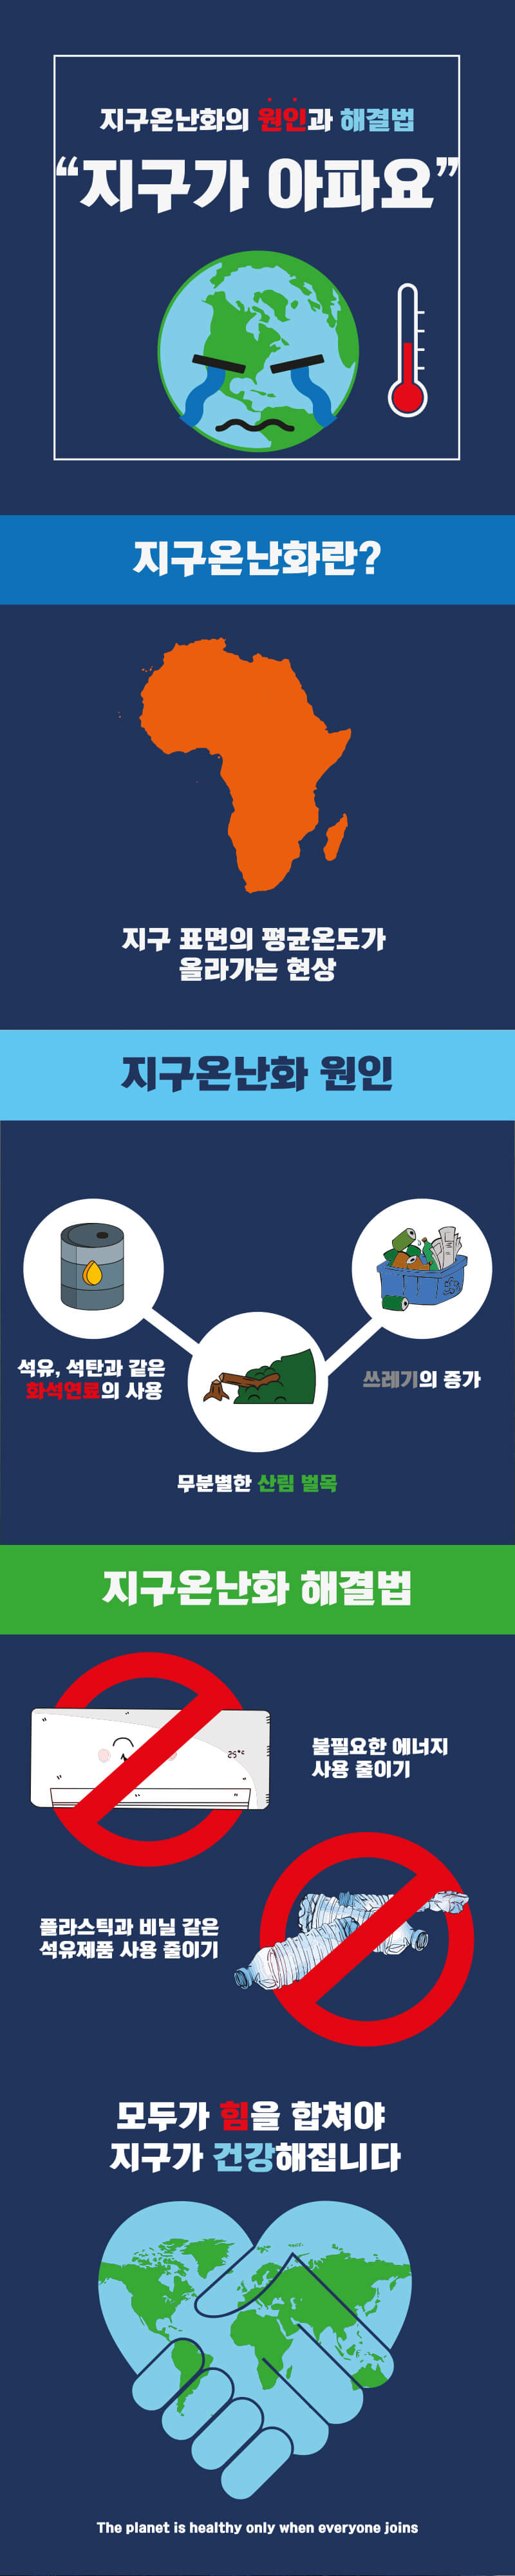 지구온난화의 원인과 해결법
“지구가 아파요”
지구온난화란?
지구 표면의 평균온도가
올라가는 현상
지구온난화 원인
석유, 석탄과 같은
화석연료의 사용
쓰레기의 증가
무분별한 산림 벌목
지구온난화 해결법
25°c
불필요한 에너지
사용 줄이기
플라스틱과 비닐 같은
석유제품 사용 줄이기
모두가 힘을 합쳐야
지구가 건강해집니다
The planet is healthy only when everyone joins